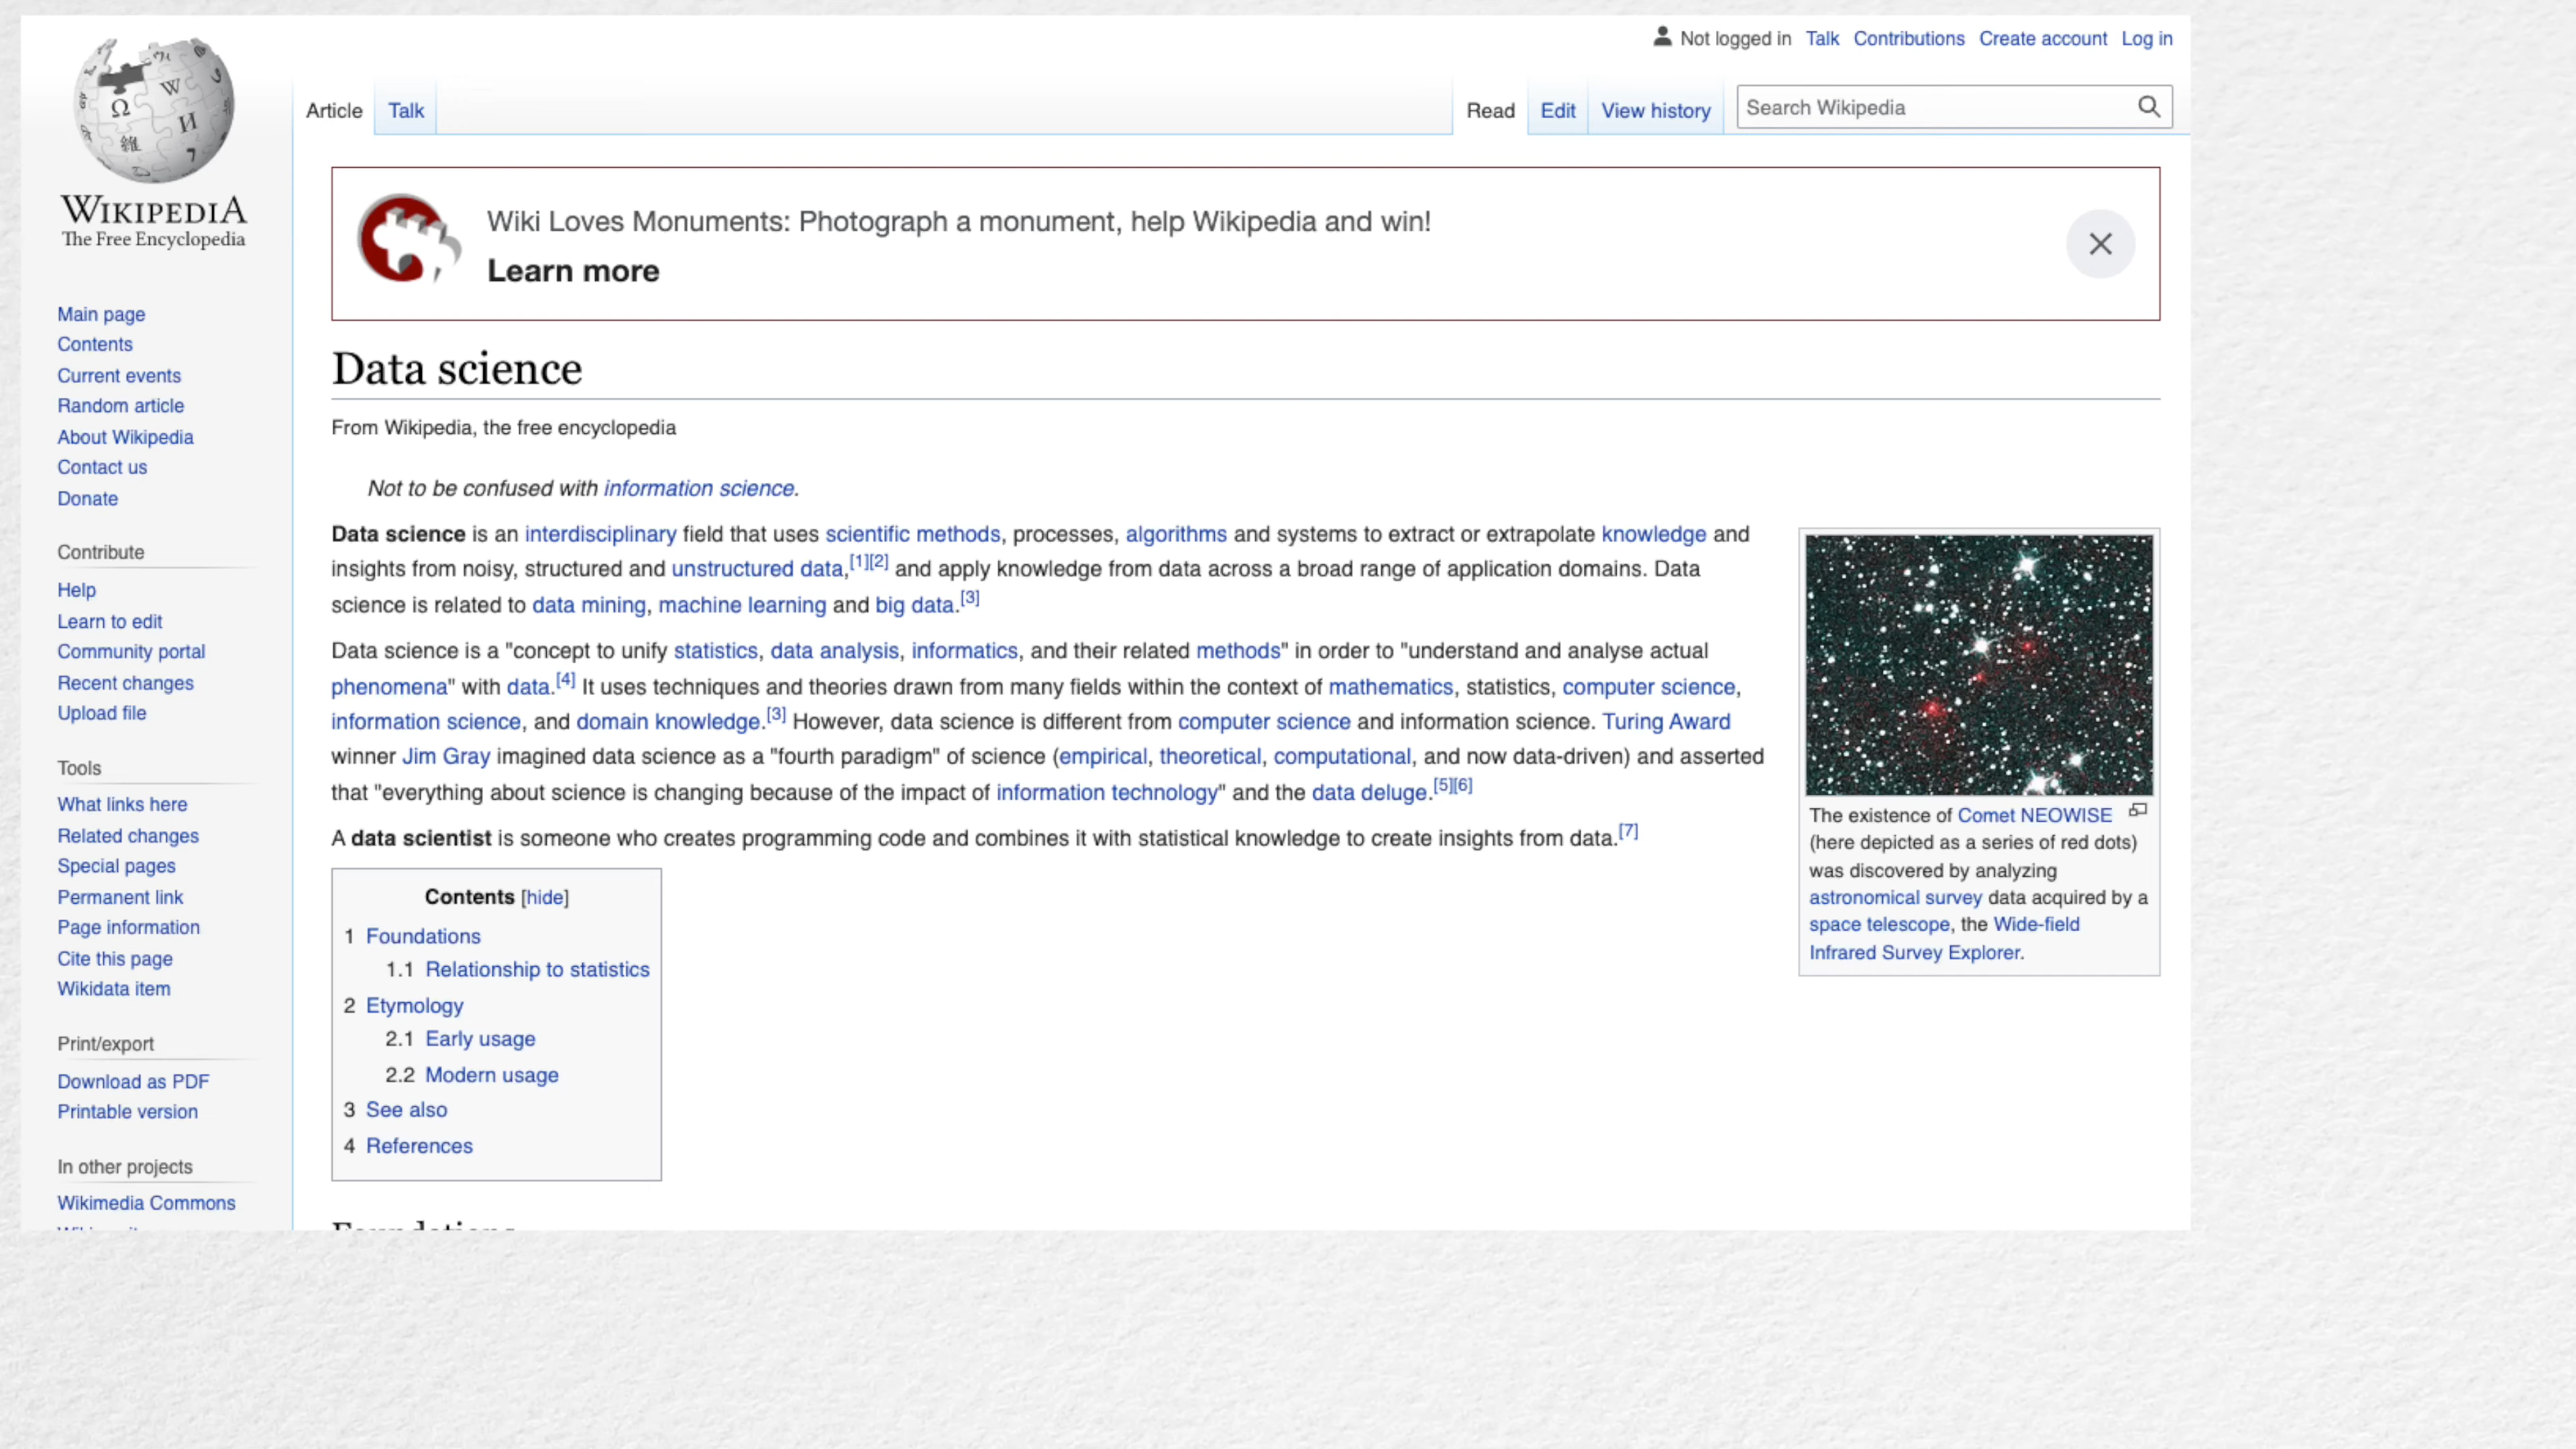 Not logged in Talk Contributions Create account Log in
WIKIPEDIA
The Free Encyclopedia
Article Talk
Read Edit View history Search Wikipedia
Wiki Loves Monuments: Photograph a monument, help Wikipedia and win!
Learn more
Main page
Contents
Current events
Random article
About Wikipedia
Contact us
Donate
Contribute
Help
Learn to edit
Community portal
Recent changes
Upload file
Tools
What links here
Related changes
Special pages
Permanent link
Page information
Cite this page
Wikidata item
Print/export
Download as PDF
Printable version
In other projects
Wikimedia Commons
Data science
From Wikipedia, the free encyclopedia
Not to be confused with information science.
Data science is an interdisciplinary field that uses scientific methods, processes, algorithms and systems to extract or extrapolate knowledge and
insights from noisy, structured and unstructured data,[1][2] and apply knowledge from data across a broad range of application domains. Data
science is related to data mining, machine learning and big data.[3]
Data science is a "concept to unify statistics, data analysis, informatics, and their related methods" in order to "understand and analyse actual
phenomena" with data.[4] It uses techniques and theories drawn from many fields within the context of mathematics, statistics, computer science,
information science, and domain knowledge.[3] However, data science is different from computer science and information science. Turing Award
winner Jim Gray imagined data science as a "fourth paradigm" of science (empirical, theoretical, computational, and now data-driven) and asserted
that "everything about science is changing because of the impact of information technology" and the data deluge.[5][6]
A data scientist is someone who creates programming code and combines it with statistical knowledge to create insights from data.[7]
The existence of Comet NEOWISE
(here depicted as a series of red dots)
was discovered by analyzing
astronomical survey data acquired by a
space telescope, the Wide-field
Infrared Survey Explorer.
Contents [hide]
1 Foundations
1.1 Relationship to statistics
2 Etymology
2.1 Early usage
2.2 Modern usage
3 See also
4 References
Foundations